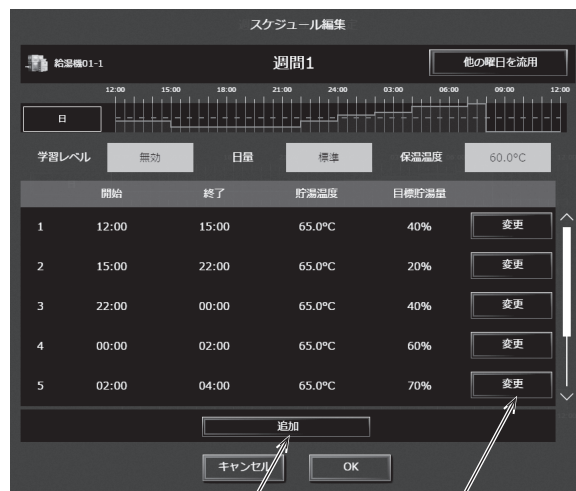 スケジュール編集
給湯機01-1
週間1
他の曜日を流用
12:00 15:00 18:00 21:00 24:00 03:00 06:00 09:00 12:00
日
学習レベル 無効 日量 標準 保温温度 60.0℃
開始 終了 貯湯温度 目標貯湯量
1 12:00 15:00 65.0℃ 40% 変更
2 15:00 22:00 65.0℃ 20% 変更
3 22:00 00:00 65.0℃ 40% 変更
4 00:00 02:00 65.0℃ 60% 変更
5 02:00 04:00 65.0℃ 70% 変更
追加
キャンセル OK